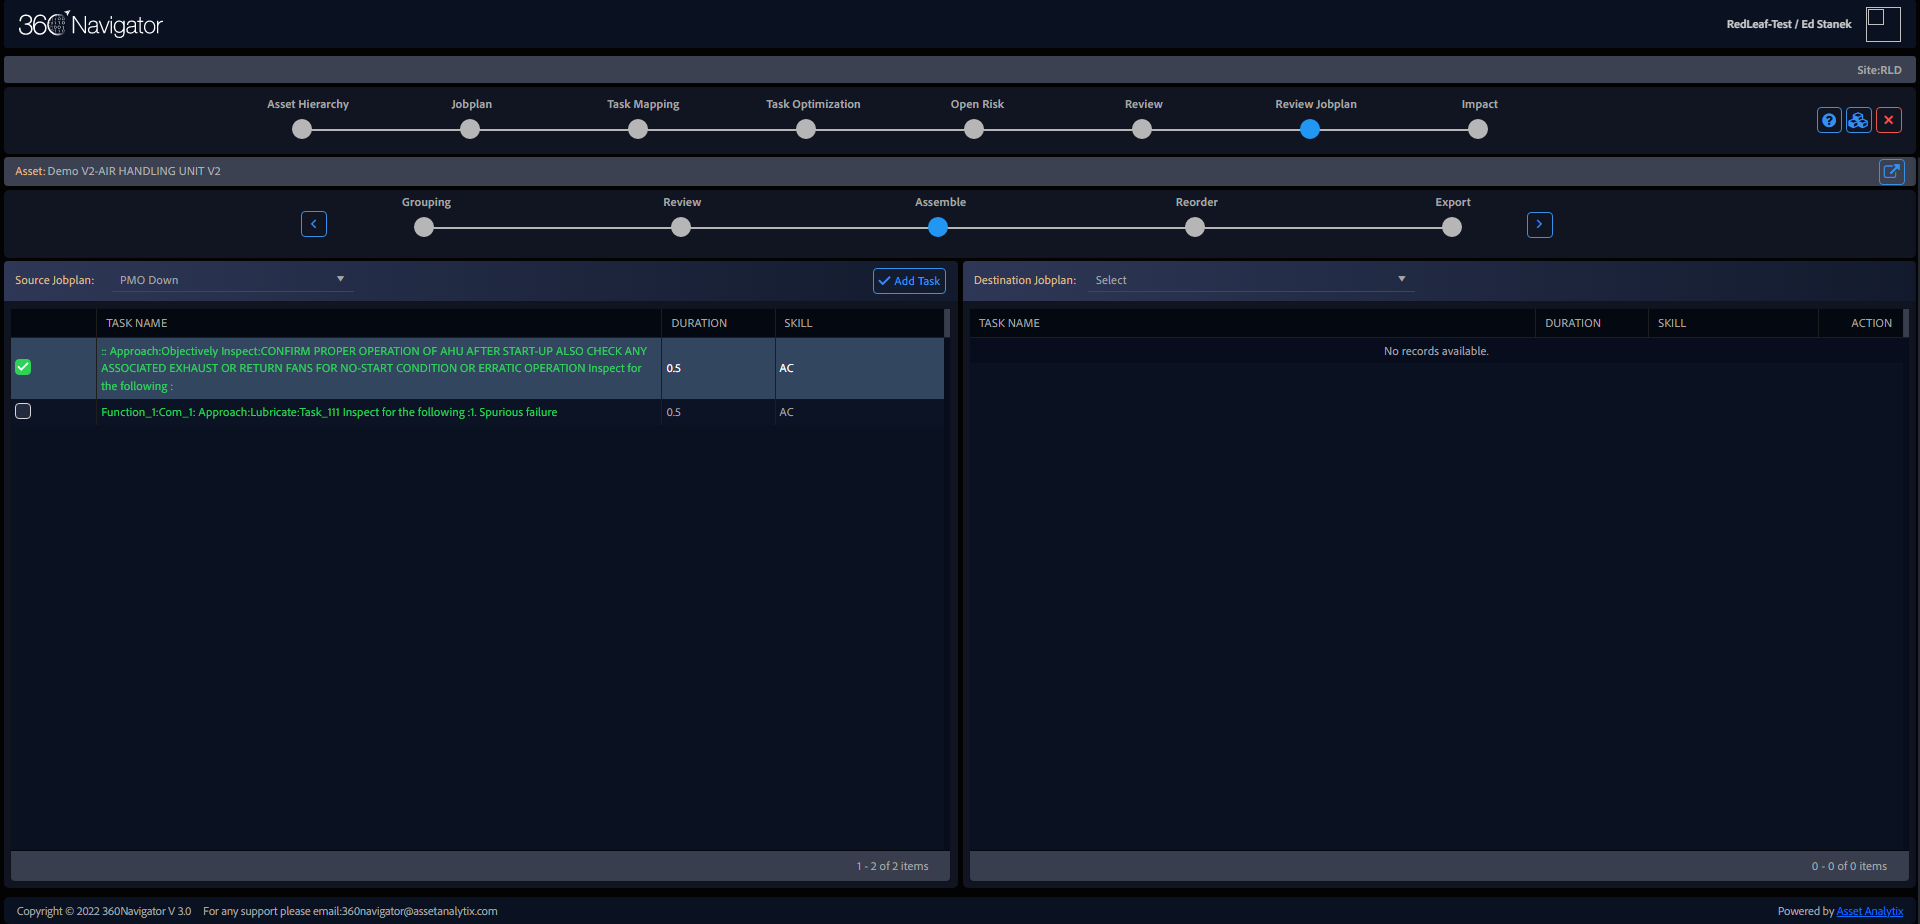 360 Navigator
RedLeaf-Test / Ed Stanek
Site:RLD
Asset Hierarchy
Jobplan
Task Mapping
Task Optimization
Open Risk
Review
Review Jobplan
Impact
Asset: Demo V2-AIR HANDLING UNIT V2
Grouping
Review
Assemble
Reorder
Export
Source Jobplan: PMO Down
Add Task
TASK NAME DURATION SKILL
:: Approach:Objectively Inspect:CONFIRM PROPER OPERATION OF AHU AFTER START-UP ALSO CHECK ANY
ASSOCIATED EXHAUST OR RETURN FANS FOR NO-START CONDITION OR ERRATIC OPERATION Inspect for
the following :
0.5 AC
Function_1:Com_1: Approach:Lubricate:Task_111 Inspect for the following :1. Spurious failure 0.5 AC
1 - 2 of 2 items
Destination Jobplan: Select
TASK NAME DURATION SKILL ACTION
No records available.
0 - 0 of 0 items
Copyright © 2022 360Navigator V 3.0 For any support please email:360navigator@assetanalytix.com
Powered by Asset Analytix